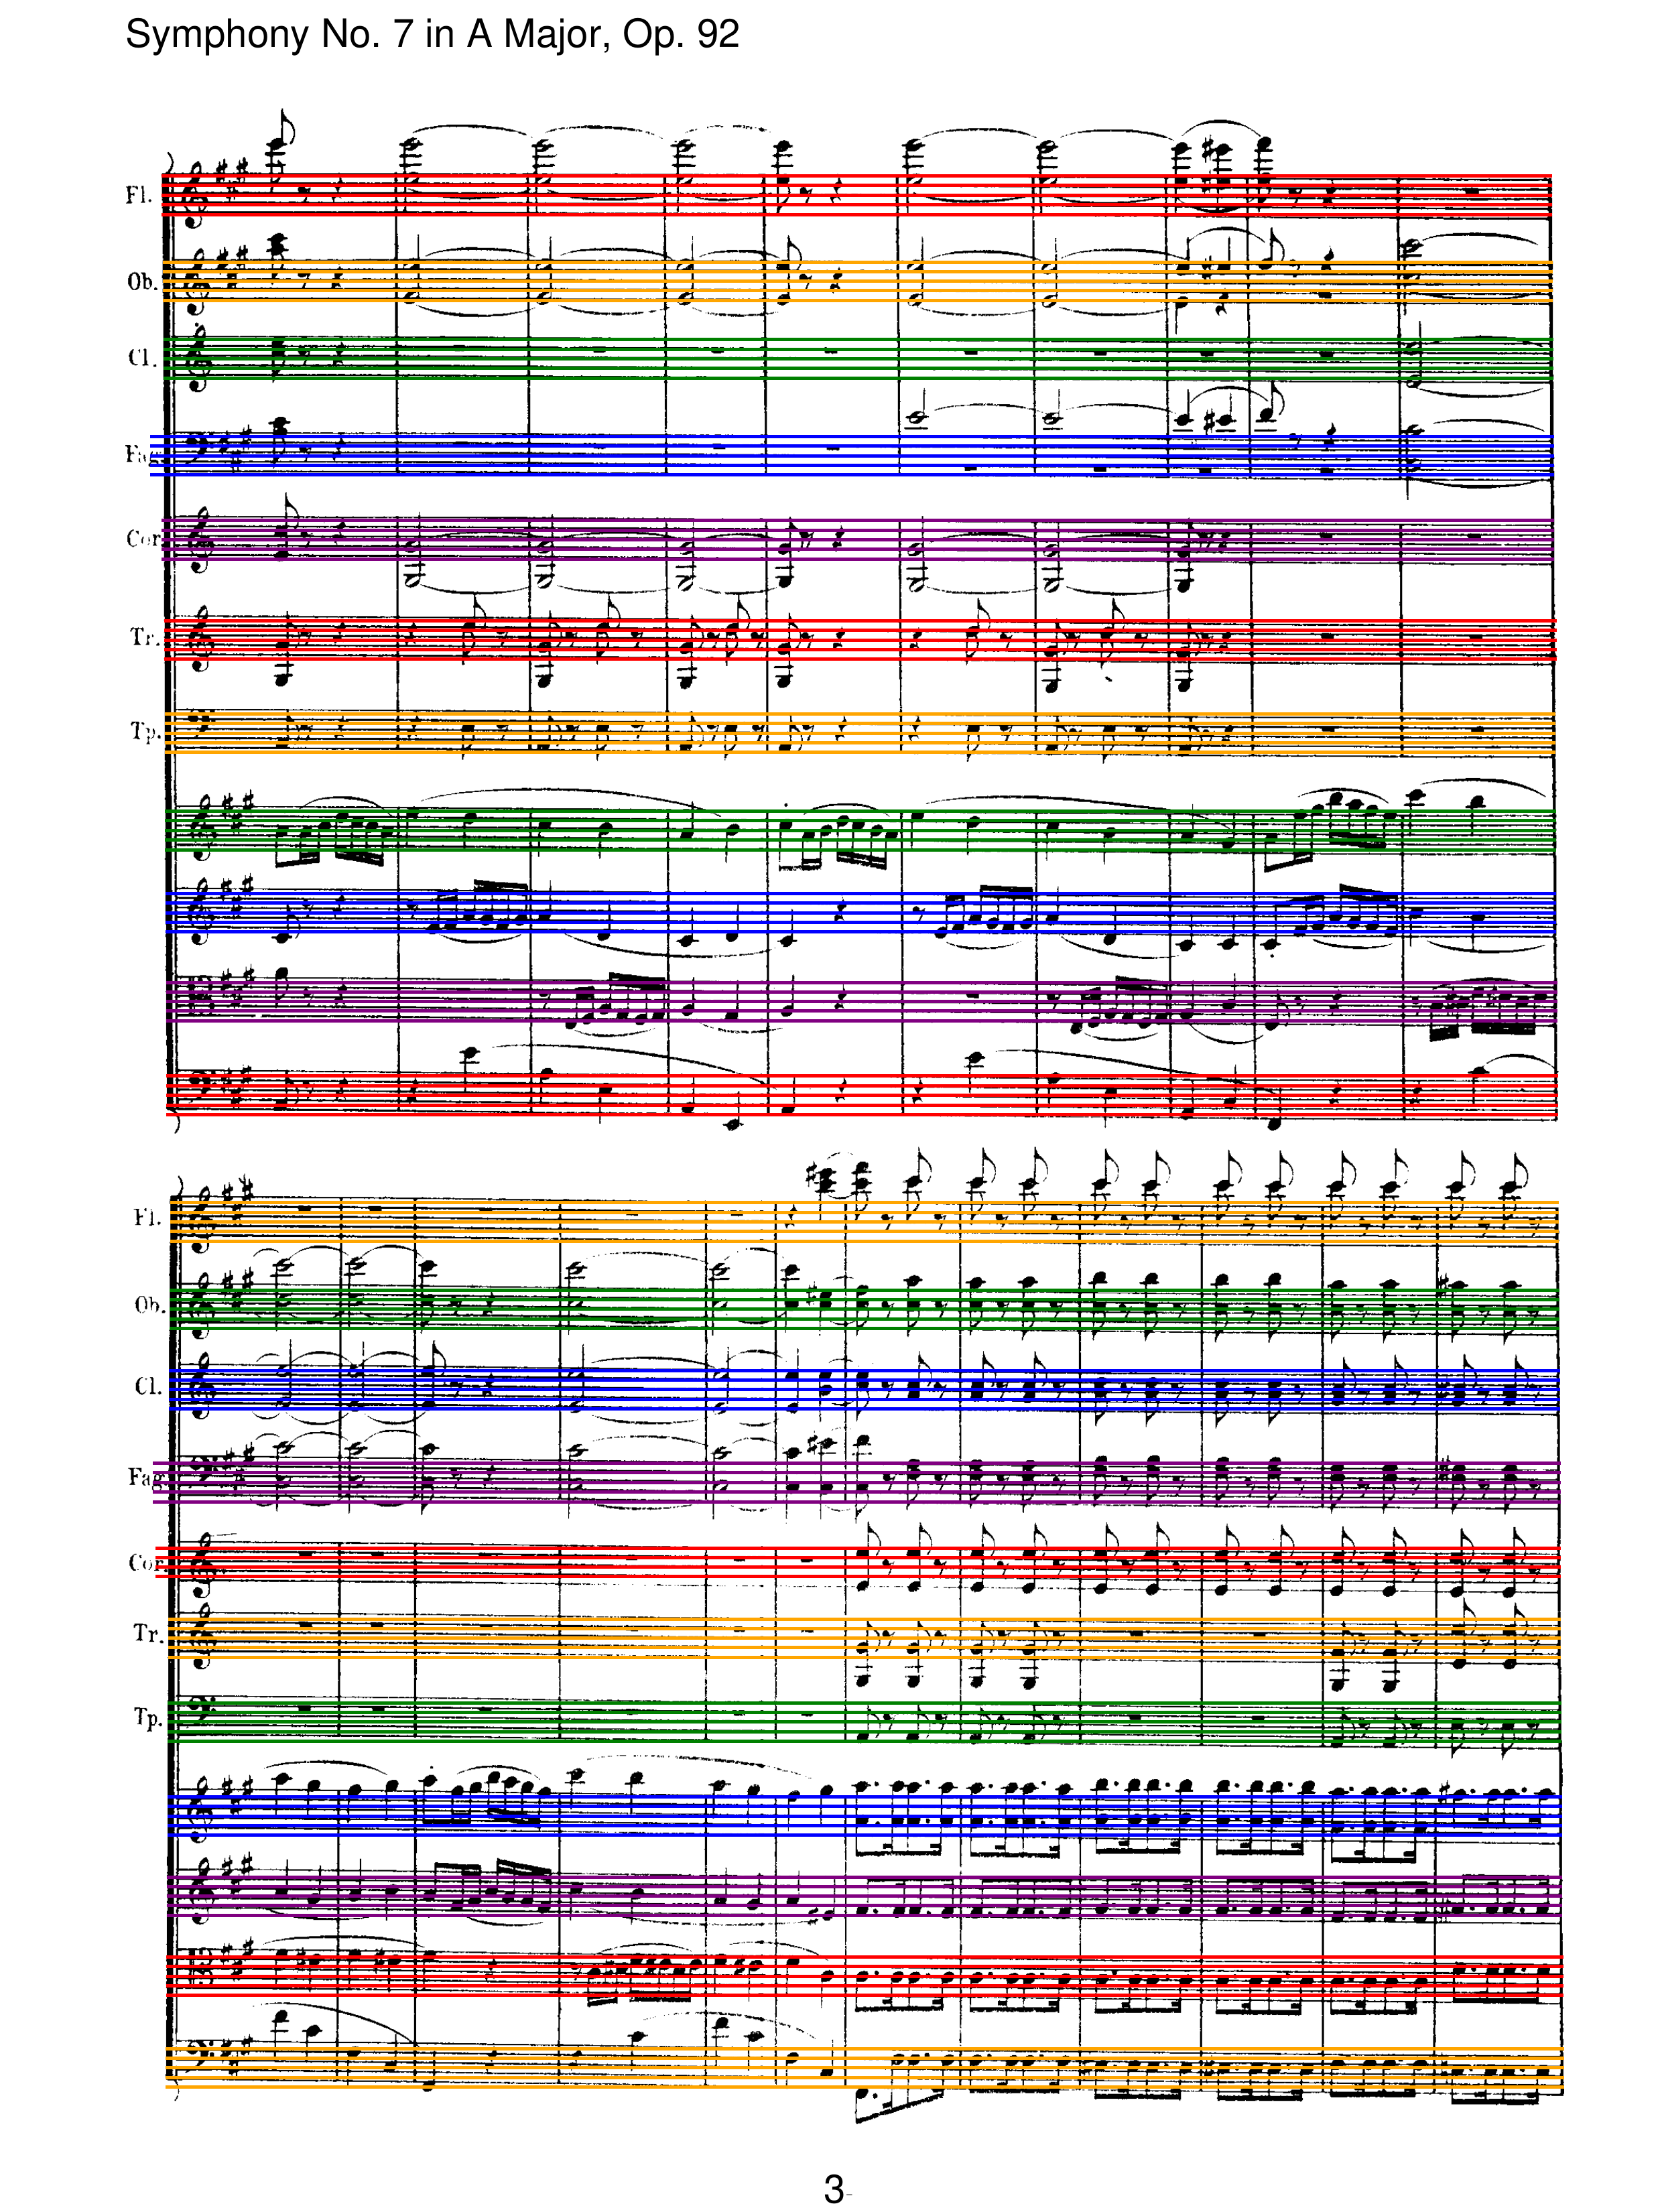 Symphony No. 7 in A Major, Op. 92
Fl.
Ob.
Cl.
Fag.
Cor.
Tr.
Tp.
Fl.
Ob.
Cl.
Fag.
Cor.
Tr.
Tp.
3